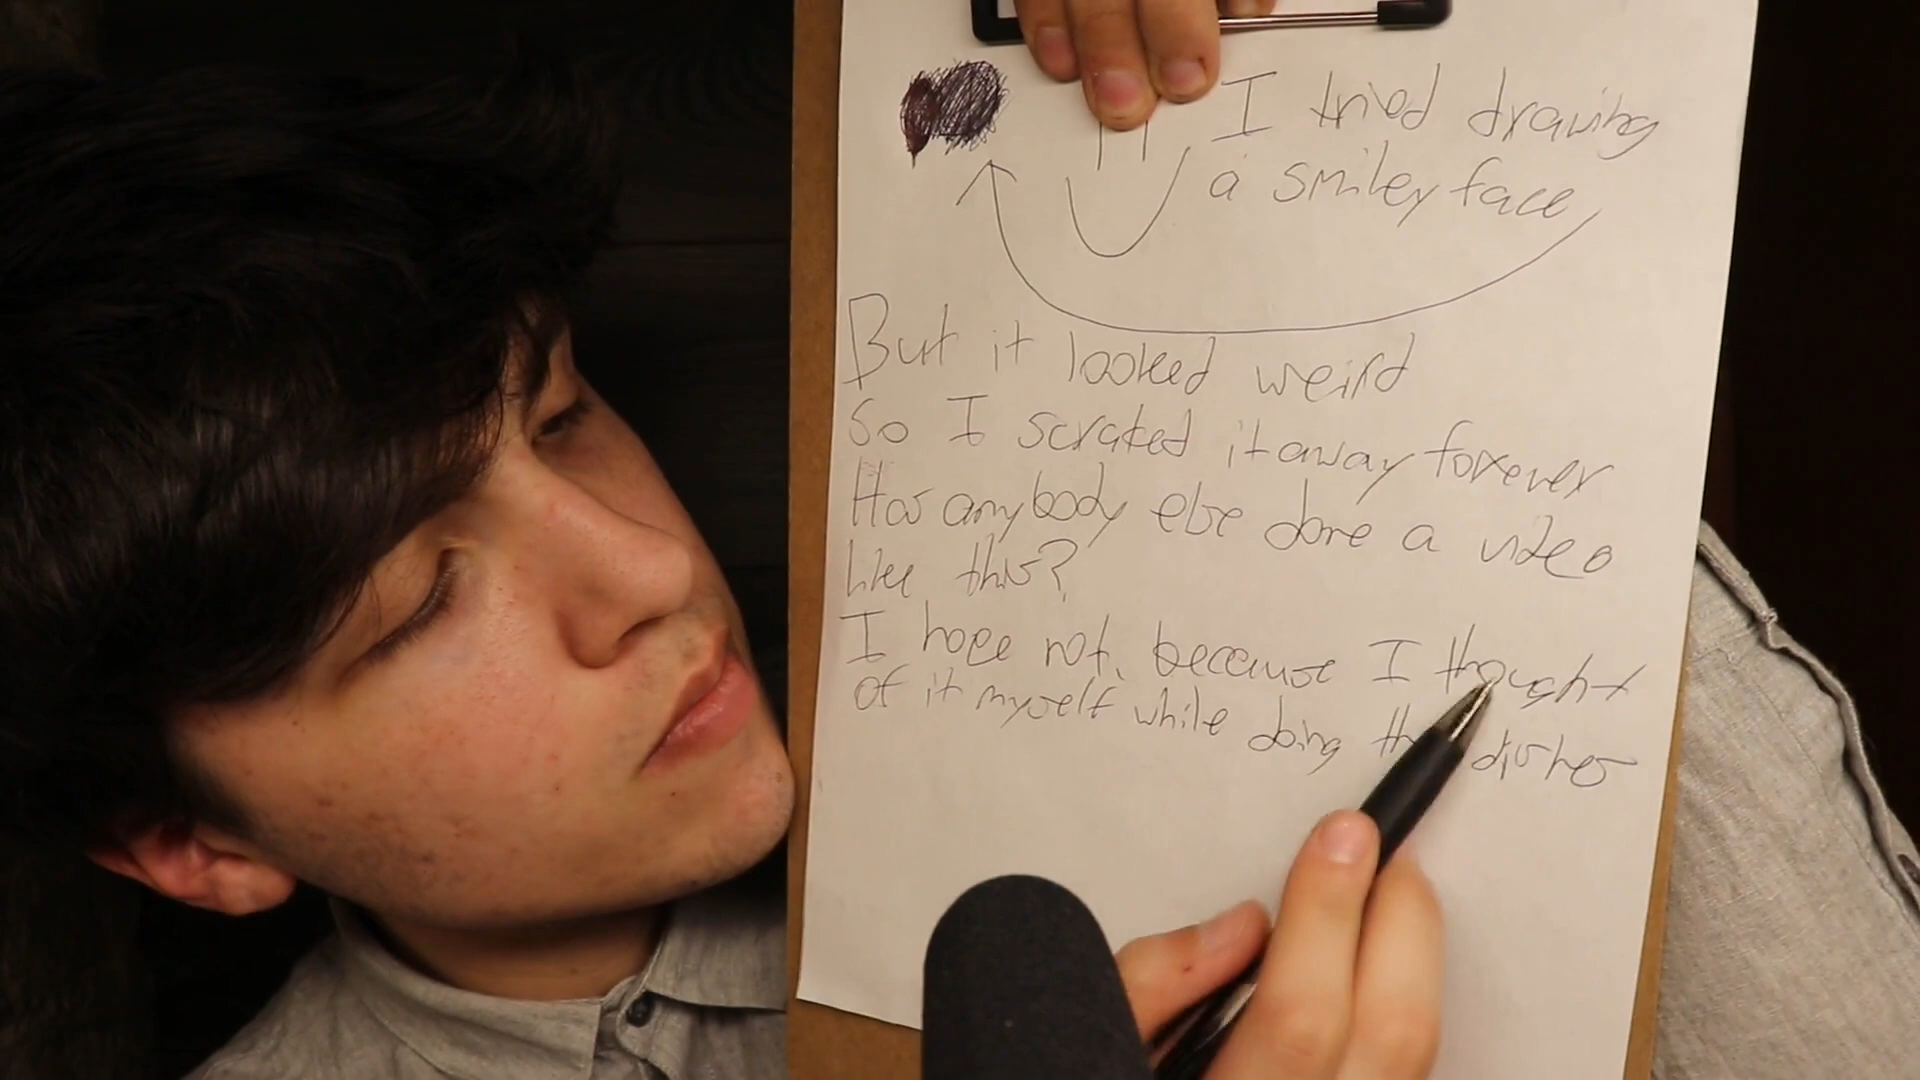 I tried drawing
a smiley face
But it looked weird
So I scrated it away forever
Has anybody else done a video
like this?
I hope not, because I thought
of it myself while doing the dishes